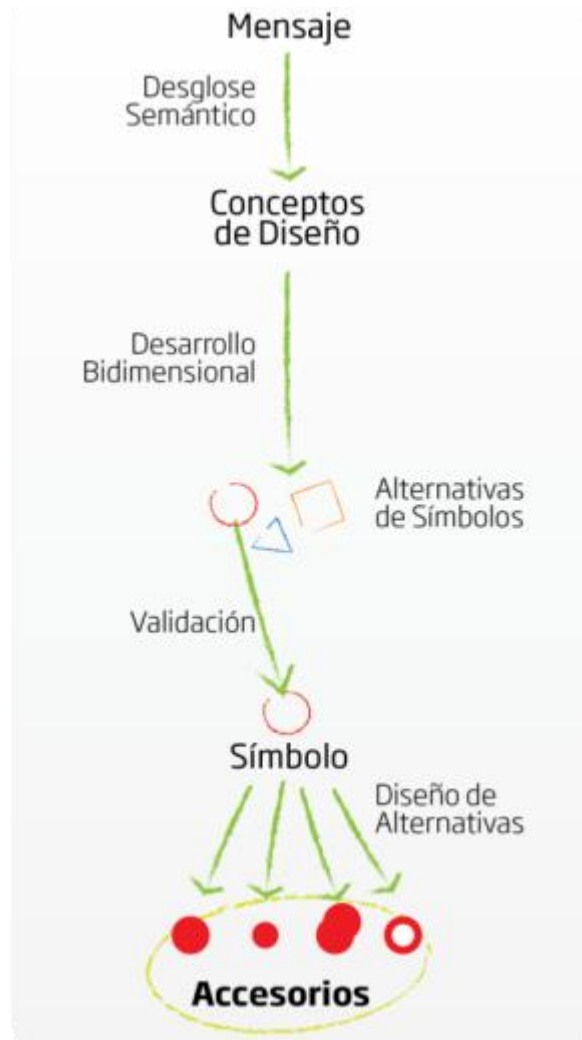 Mensaje
Desglose
Semántico
Conceptos
de Diseño
Desarrollo
Bidimensional
Alternativas
de Símbolos
Validación
Símbolo
Diseño de
Alternativas
Accesorios